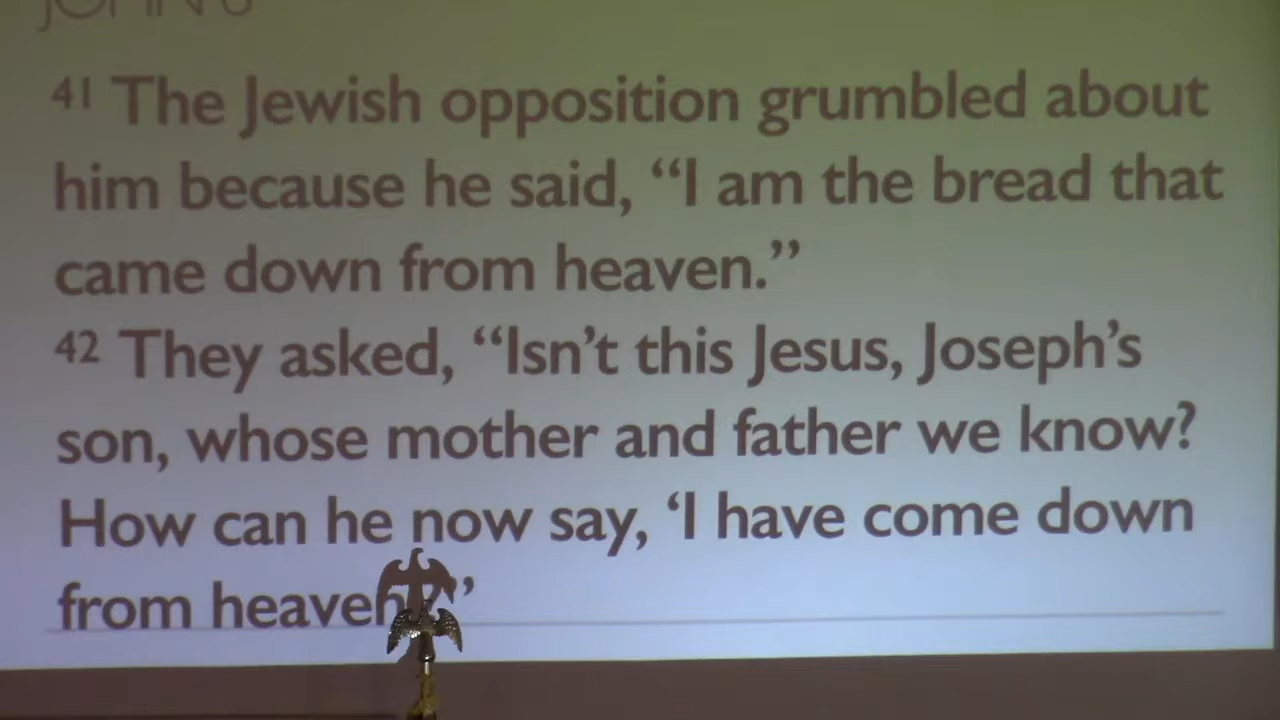 JOHN 6
41 The Jewish opposition grumbled about
him because he said, “I am the bread that
came down from heaven.”
42 They asked, “Isn’t this Jesus, Joseph’s
son, whose mother and father we know?
How can he now say, ‘I have come down
from heaven?’